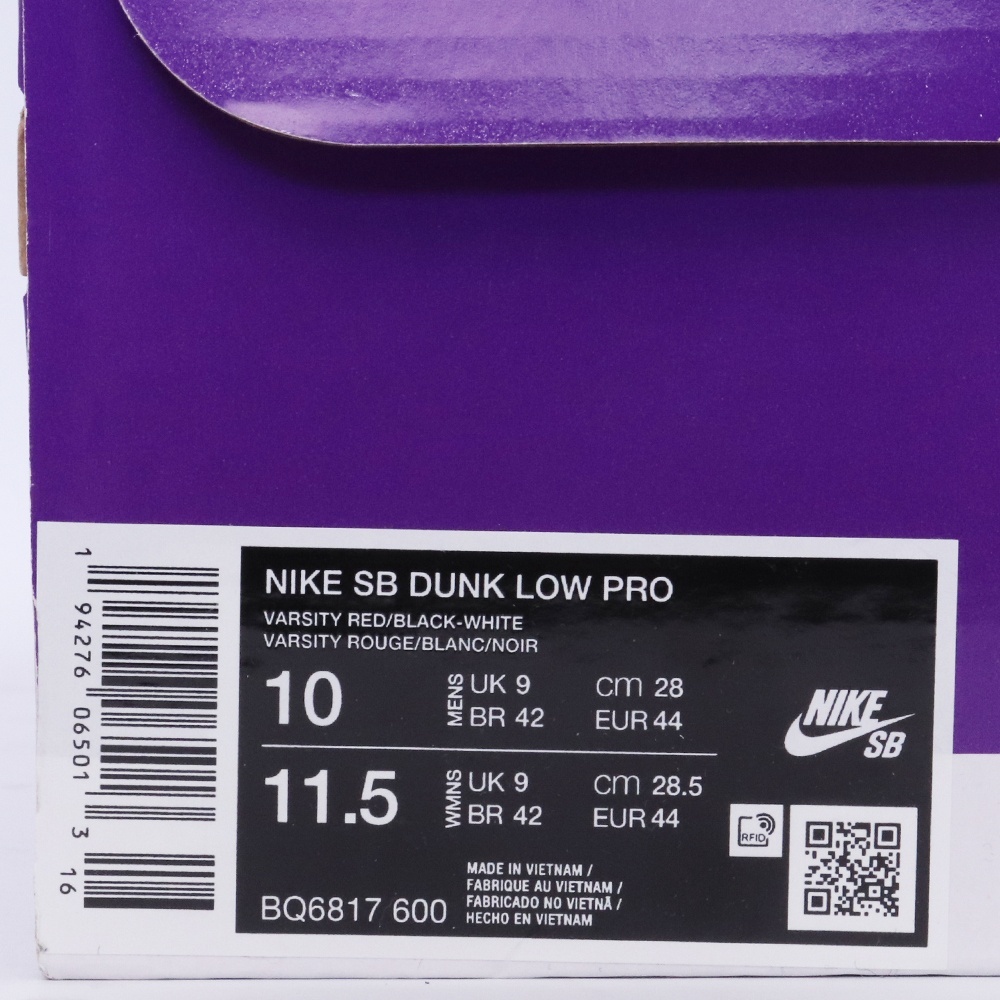 1 94276 06501 3 16
NIKE SB DUNK LOW PRO
VARSITY RED/BLACK-WHITE
VARSITY ROUGE/BLANC/NOIR
10 MENS UK 9 cm 28
BR 42 EUR 44
11.5 WMNS UK 9 cm 28.5
BR 42 EUR 44
NIKE
SB
RFID
BQ6817 600
MADE IN VIETNAM /
FABRIQUE AU VIETNAM /
FABRICADO NO VIETNÃ /
HECHO EN VIETNAM